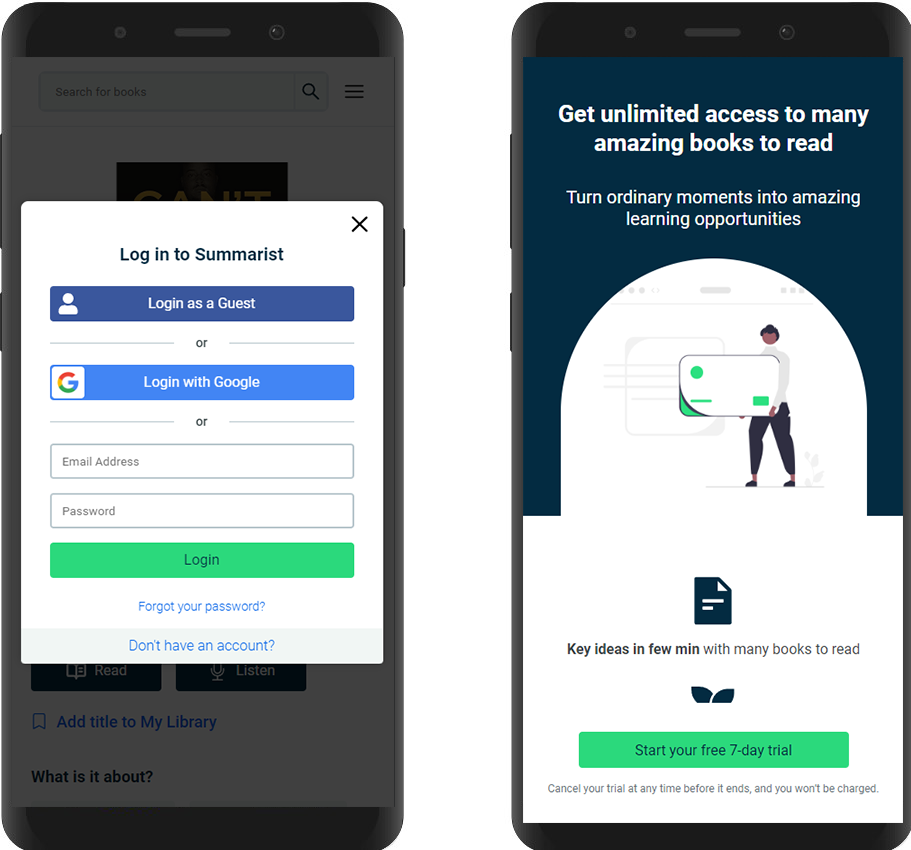 Search for books
CAN'T
Log in to Summarist
Login as a Guest
or
Login with Google
or
Email Address
Password
Login
Forgot your password?
Don't have an account?
Read
Listen
Add title to My Library
What is it about?
Get unlimited access to many
amazing books to read
Turn ordinary moments into amazing
learning opportunities
Key ideas in few min with many books to read
Start your free 7-day trial
Cancel your trial at any time before it ends, and you won't be charged.